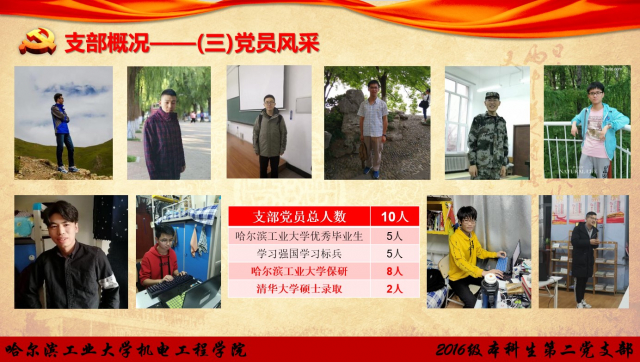 支部概况——(三)党员风采
支部党员总人数 10人
哈尔滨工业大学优秀毕业生 5人
学习强国学习标兵 5人
哈尔滨工业大学保研 8人
清华大学硕士录取 2人
哈尔滨工业大学机电工程学院 2016级本科生第二党支部